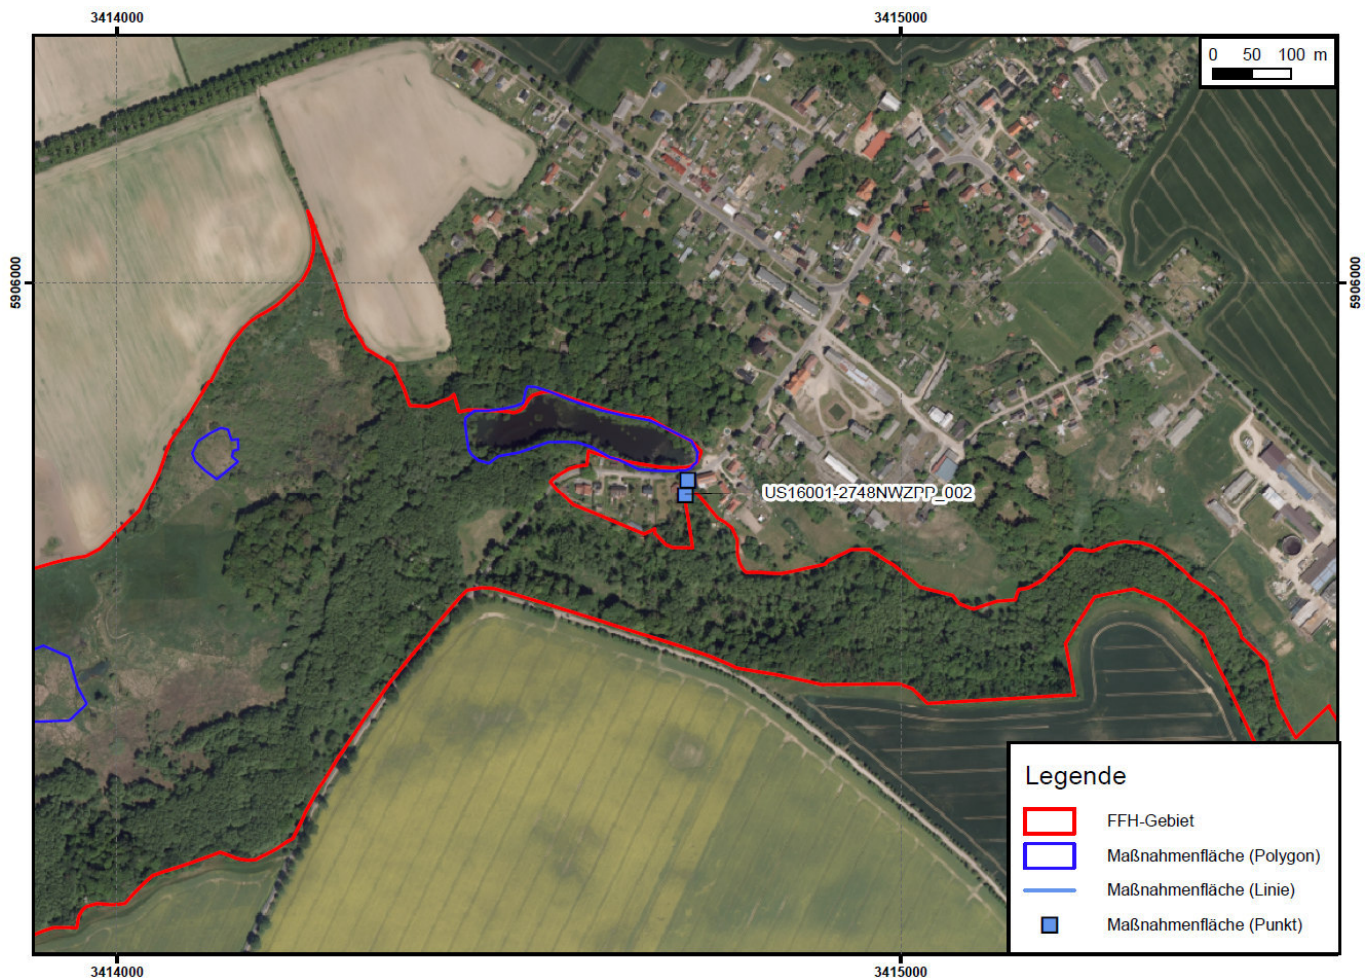 3414000 3415000
0 50 100 m
5906000 5906000
US16001-2748NWZPP_002
Legende
FFH-Gebiet
Maßnahmenfläche (Polygon)
Maßnahmenfläche (Linie)
Maßnahmenfläche (Punkt)
3414000 3415000